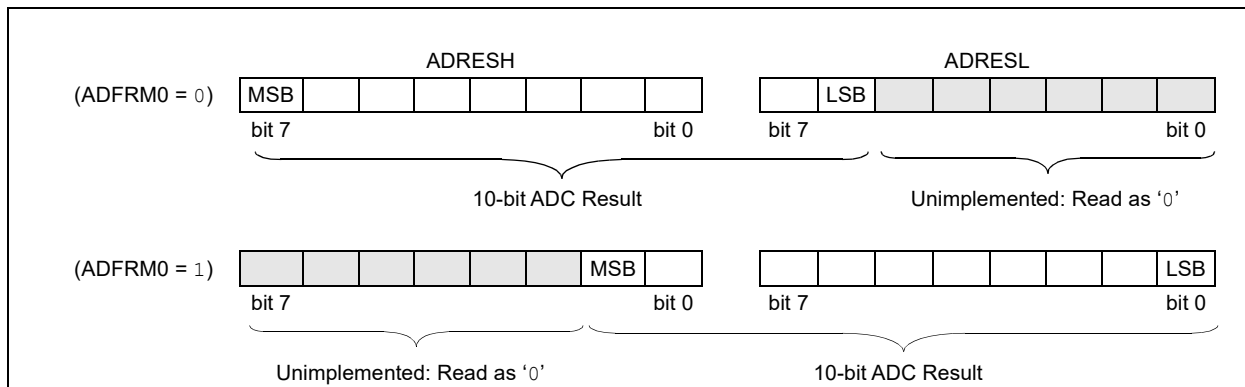 ADRESH ADRESL
(ADFRM0 = 0) MSB LSB
bit 7 bit 0 bit 7 bit 0
10-bit ADC Result Unimplemented: Read as ‘0’
(ADFRM0 = 1) MSB LSB
bit 7 bit 0 bit 7 bit 0
Unimplemented: Read as ‘0’ 10-bit ADC Result